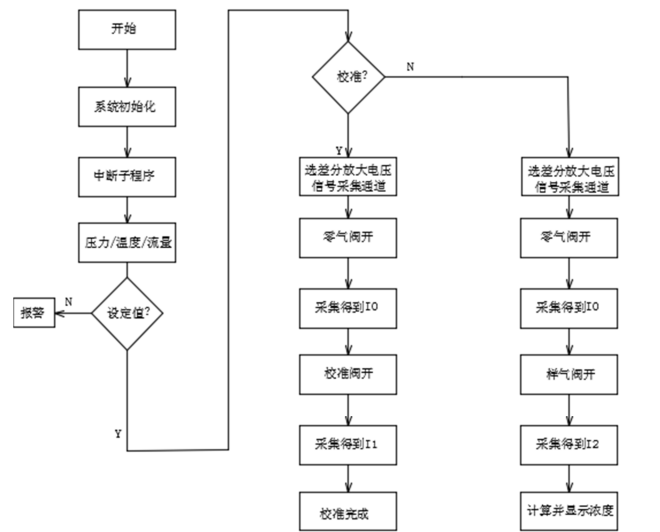 开始
系统初始化
中断子程序
压力/温度/流量
设定值?
N
报警
Y
校准?
N
Y
选差分放大电压
信号采集通道
零气阀开
采集得到I0
校准阀开
采集得到I1
校准完成
选差分放大电压
信号采集通道
零气阀开
采集得到I0
样气阀开
采集得到I2
计算并显示浓度